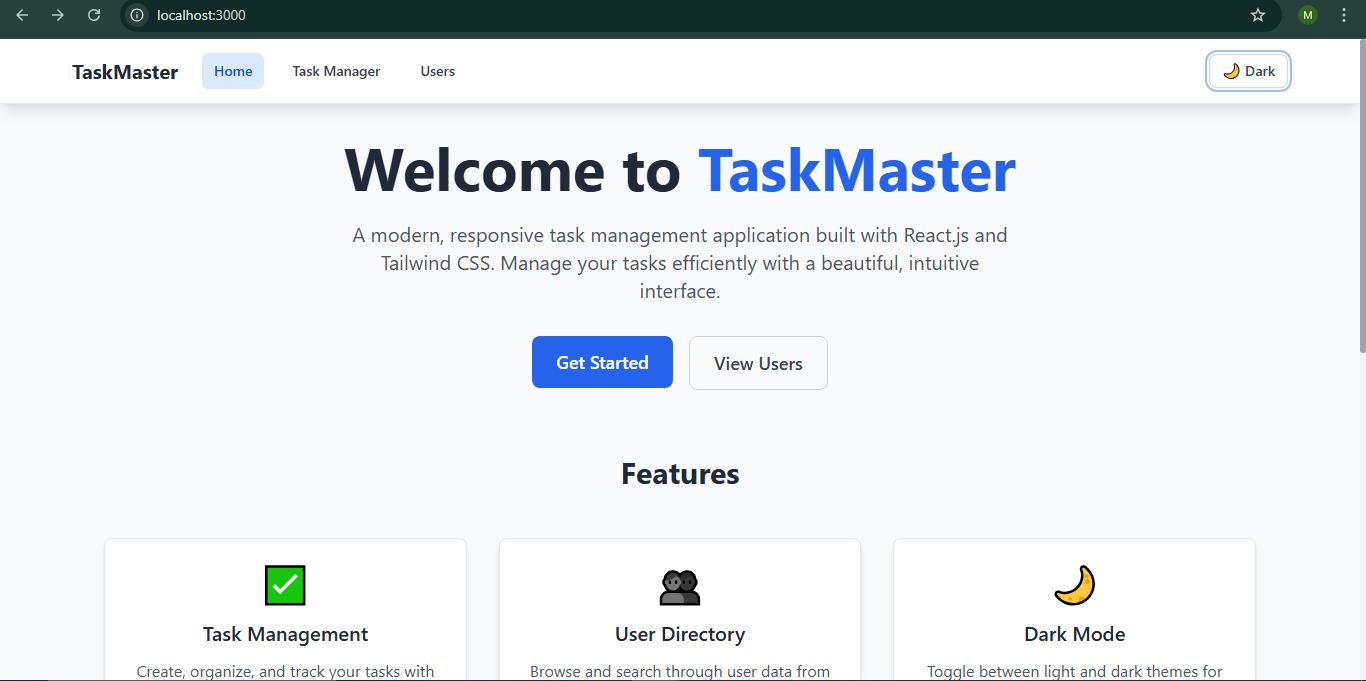 localhost:3000
M
TaskMaster
Home
Task Manager
Users
Dark
Welcome to TaskMaster
A modern, responsive task management application built with React.js and
Tailwind CSS. Manage your tasks efficiently with a beautiful, intuitive
interface.
Get Started
View Users
Features
Task Management
Create, organize, and track your tasks with
User Directory
Browse and search through user data from
Dark Mode
Toggle between light and dark themes for